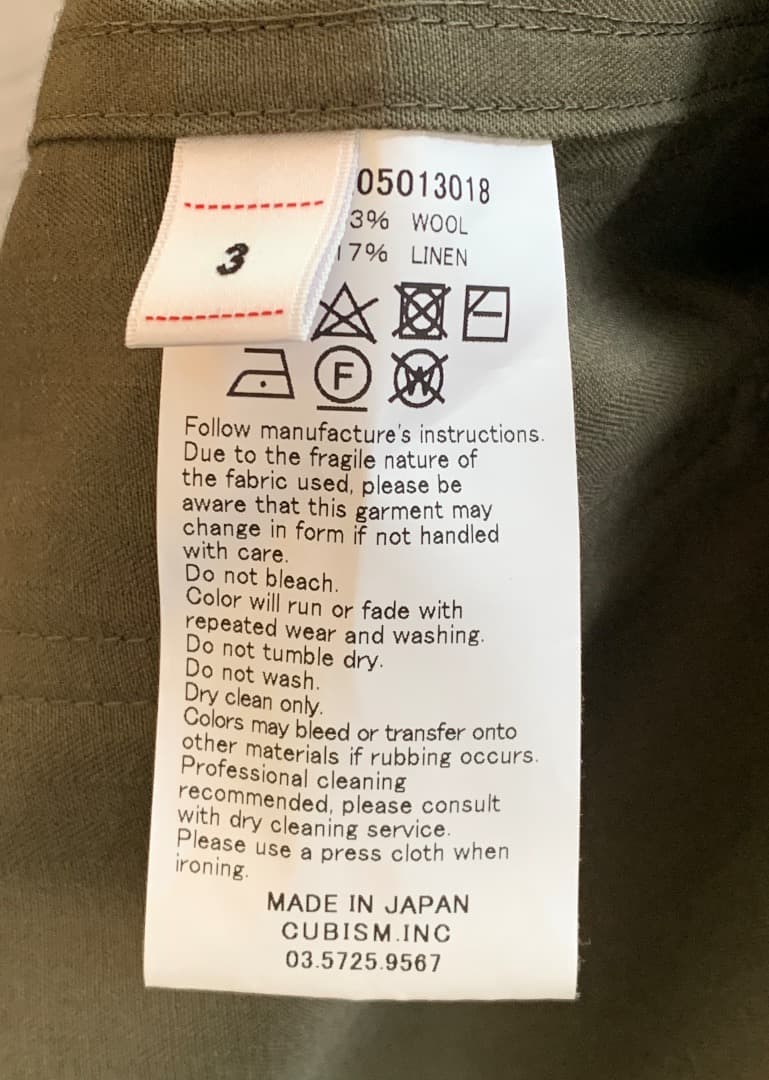 3
05013018
3% WOOL
17% LINEN
F
W
Follow manufacture's instructions.
Due to the fragile nature of
the fabric used, please be
aware that this garment may
change in form if not handled
with care.
Do not bleach.
Color will run or fade with
repeated wear and washing.
Do not tumble dry.
Do not wash.
Dry clean only.
Colors may bleed or transfer onto
other materials if rubbing occurs.
Professional cleaning
recommended, please consult
with dry cleaning service.
Please use a press cloth when
ironing.
MADE IN JAPAN
CUBISM.INC
03.5725.9567